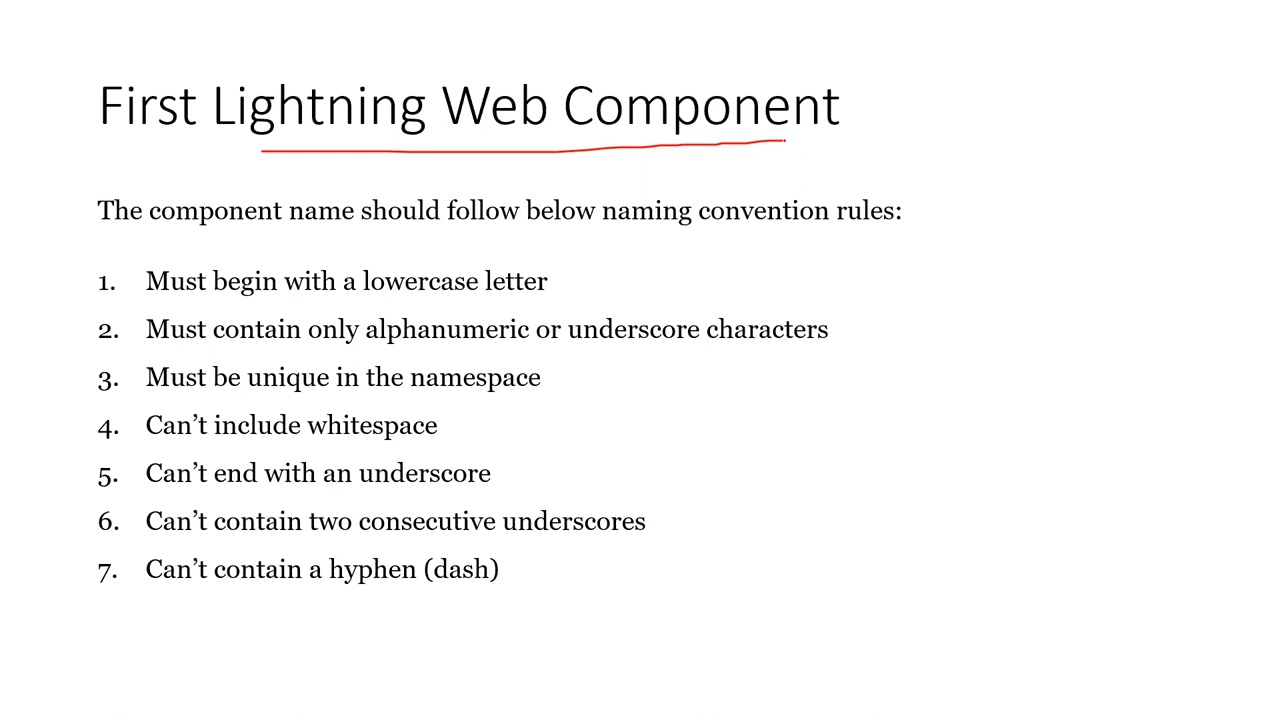 First Lightning Web Component
The component name should follow below naming convention rules:
1. Must begin with a lowercase letter
2. Must contain only alphanumeric or underscore characters
3. Must be unique in the namespace
4. Can’t include whitespace
5. Can’t end with an underscore
6. Can’t contain two consecutive underscores
7. Can’t contain a hyphen (dash)